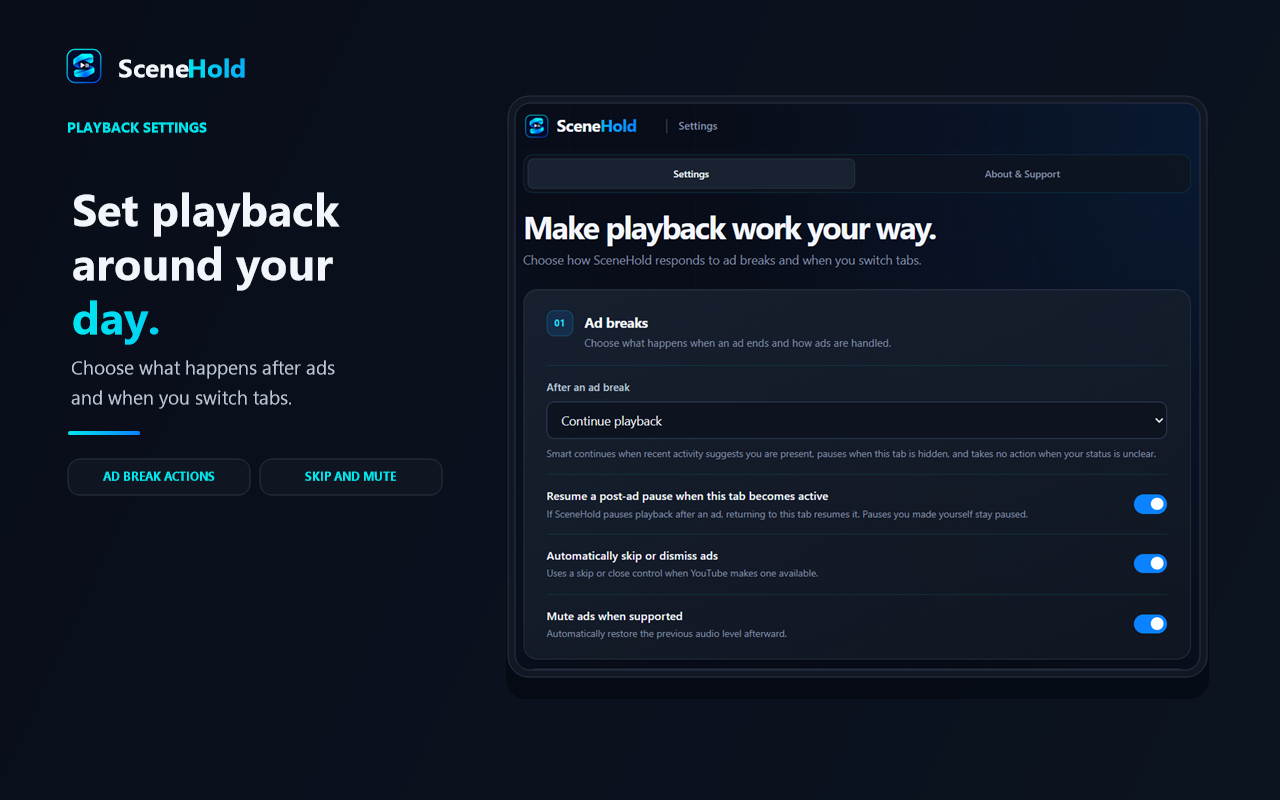 SceneHold
PLAYBACK SETTINGS
Set playback
around your
day.
Choose what happens after ads
and when you switch tabs.
AD BREAK ACTIONS
SKIP AND MUTE
SceneHold
Settings
Settings
About & Support
Make playback work your way.
Choose how SceneHold responds to ad breaks and when you switch tabs.
01
Ad breaks
Choose what happens when an ad ends and how ads are handled.
After an ad break
Continue playback
Smart continues when recent activity suggests you are present, pauses when this tab is hidden, and takes no action when your status is unclear.
Resume a post-ad pause when this tab becomes active
If SceneHold pauses playback after an ad, returning to this tab resumes it. Pauses you made yourself stay paused.
Automatically skip or dismiss ads
Uses a skip or close control when YouTube makes one available.
Mute ads when supported
Automatically restore the previous audio level afterward.